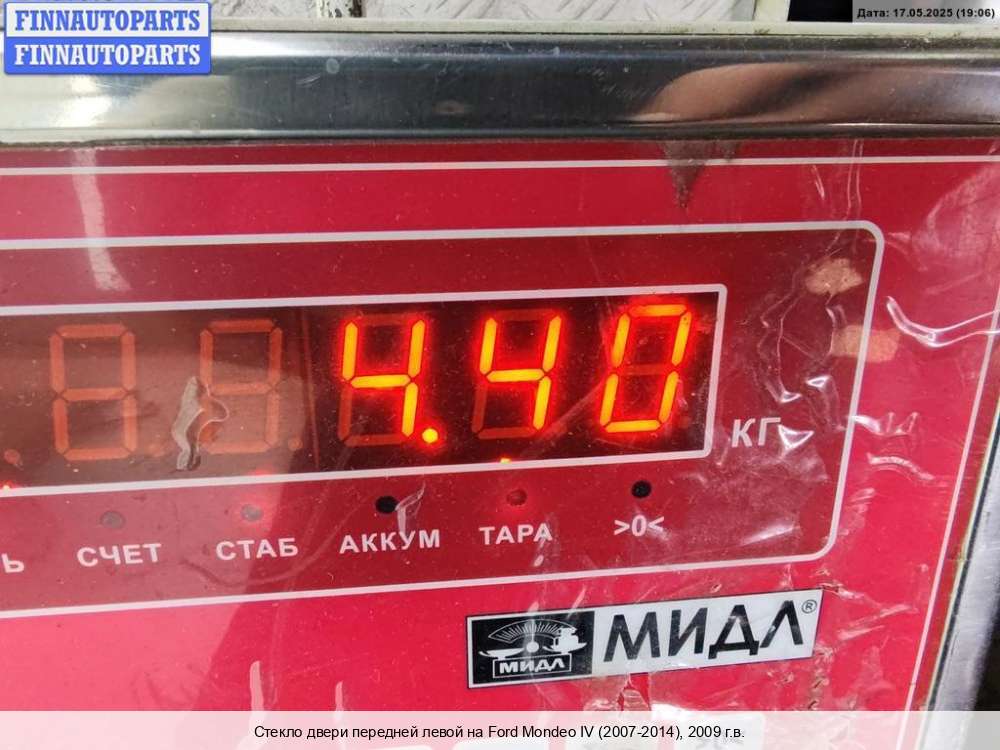 FINNAUTOPARTS
FINNAUTOPARTS
Дата: 17.05.2025 (19:06)
4.40
КГ
Ь СЧЕТ СТАБ АККУМ ТАРА >0<
МИДЛ МИДЛ®
Стекло двери передней левой на Ford Mondeo IV (2007-2014), 2009 г.в.